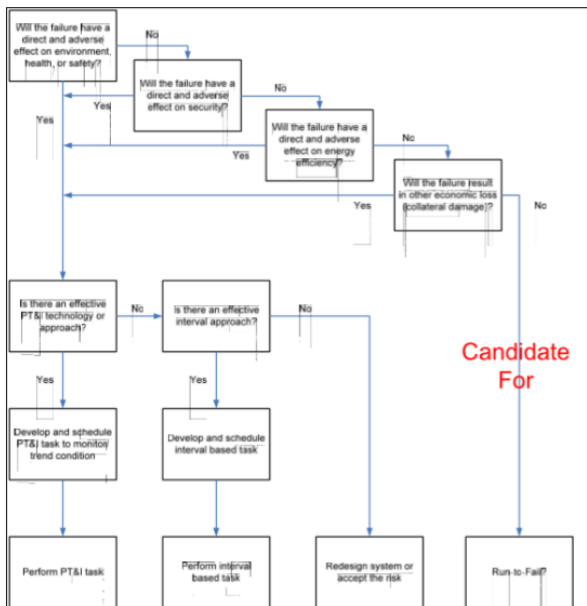 Will the failure have a
direct and adverse
effect on environment,
health, or safety?
No
Will the failure have a
direct and adverse
effect on security?
No
Yes
Yes
Will the failure have a
direct and adverse
effect on energy
efficiency?
No
Yes
Will the failure result
in other economic loss
(collateral damage)?
Yes
No
Is there an effective
PT&I technology or
approach?
No
Is there an effective
interval approach?
No
Candidate
For
Yes
Yes
Develop and schedule
PT&I task to monitor
trend condition
Develop and schedule
interval based task
Perform PT&I task
Perform interval
based task
Redesign system or
accept the risk
Run-to-Fail?